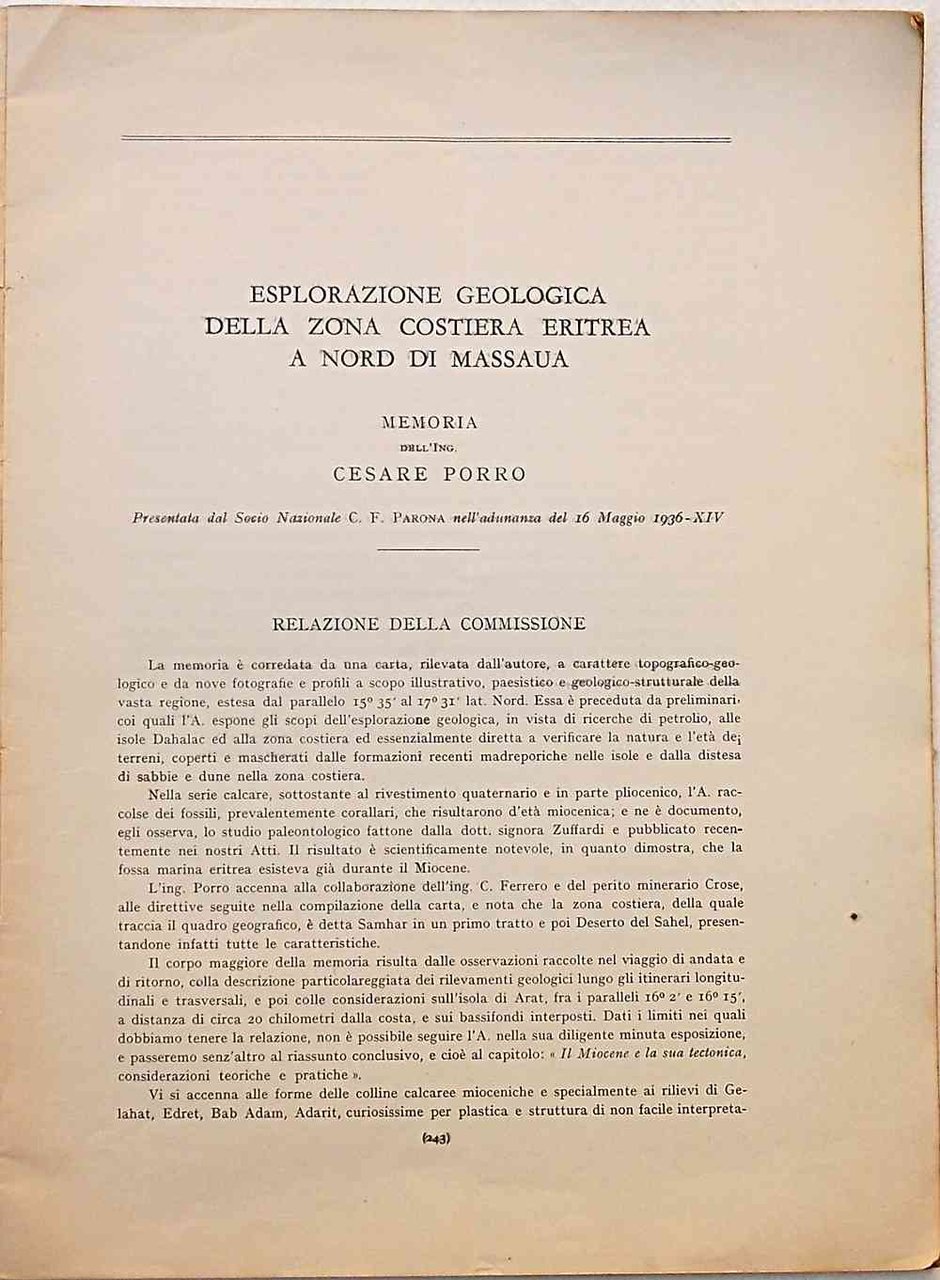 ESPLORAZIONE GEOLOGICA
DELLA ZONA COSTIERA ERITREA
A NORD DI MASSAUA
MEMORIA
DELL'ING.
CESARE PORRO
Presentata dal Socio Nazionale C. F. PARONA nell'adunanza del 16 Maggio 1936-XIV
RELAZIONE DELLA COMMISSIONE
La memoria è corredata da una carta, rilevata dall'autore, a carattere topografico-geo-
logico e da nove fotografie e profili a scopo illustrativo, paesistico e geologico-strutturale della
vasta regione, estesa dal parallelo 15° 35′ al 17° 31′ lat. Nord. Essa è preceduta da preliminari·
coi quali l'A. espone gli scopi dell'esplorazione geologica, in vista di ricerche di petrolio, alle
isole Dahalac ed alla zona costiera ed essenzialmente diretta a verificare la natura e l'età dei
terreni, coperti e mascherati dalle formazioni recenti madreporiche nelle isole e dalla distesa
di sabbie e dune nella zona costiera.
Nella serie calcare, sottostante al rivestimento quaternario e in parte pliocenico, l'A. rac-
colse dei fossili, prevalentemente corallari, che risultarono d'età miocenica; e ne è documento,
egli osserva, lo studio paleontologico fattone dalla dott. signora Zuffardi e pubblicato recen-
temente nei nostri Atti. Il risultato è scientificamente notevole, in quanto dimostra, che la
fossa marina eritrea esisteva già durante il Miocene.
L'ing. Porro accenna alla collaborazione dell'ing. C. Ferrero e del perito minerario Crose,
alle direttive seguite nella compilazione della carta, e nota che la zona costiera, della quale
traccia il quadro geografico, è detta Samhar in un primo tratto e poi Deserto del Sahel, presen-
tandone infatti tutte le caratteristiche.
Il corpo maggiore della memoria risulta dalle osservazioni raccolte nel viaggio di andata e
di ritorno, colla descrizione particolareggiata dei rilevamenti geologici lungo gli itinerari longitu-
dinali e trasversali, e poi colle considerazioni sull'isola di Arat, fra i paralleli 16° 2′ e 16° 15′,
a distanza di circa 20 chilometri dalla costa, e sui bassifondi interposti. Dati i limiti nei quali
dobbiamo tenere la relazione, non è possibile seguire l'A. nella sua diligente minuta esposizione,
e passeremo senz'altro al riassunto conclusivo, e cioè al capitolo: « Il Miocene e la sua tectonica,
considerazioni teoriche e pratiche ».
Vi si accenna alle forme delle colline calcaree mioceniche e specialmente ai rilievi di Ge-
lahat, Edret, Bab Adam, Adarit, curiosissime per plastica e struttura di non facile interpreta-
(243)